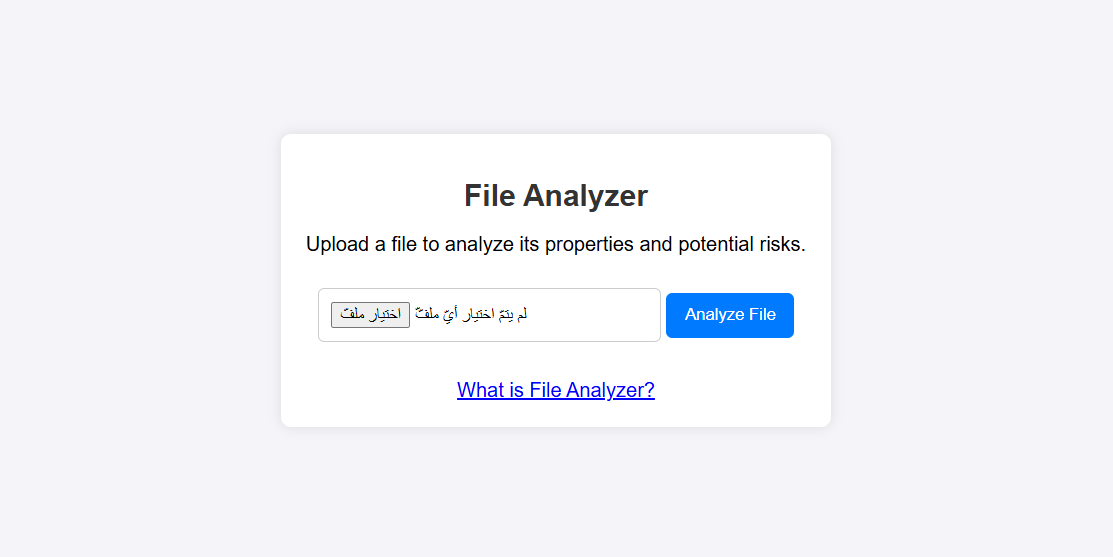 File Analyzer
Upload a file to analyze its properties and potential risks.
اختيار ملفّ لم يتمّ اختيار أيّ ملفّ Analyze File
What is File Analyzer?